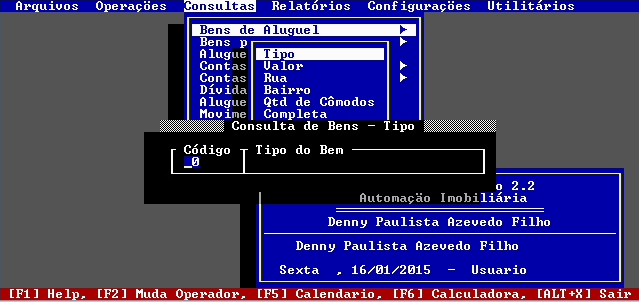 Arquivos Operações Consultas Relatórios Configurações Utilitários
Bens de Aluguel
Bens p
Alugue
Contas
Contas
Dívida
Alugue
Movime
Tipo
Valor
Rua
Bairro
Qtd de Cômodos
Completa
Consulta de Bens - Tipo
Código Tipo do Bem
_0
o 2.2
Automação Imobiliária
Denny Paulista Azevedo Filho
Denny Paulista Azevedo Filho
Sexta , 16/01/2015 - Usuario
[F1] Help, [F2] Muda Operador, [F5] Calendario, [F6] Calculadora, [ALT+X] Sair